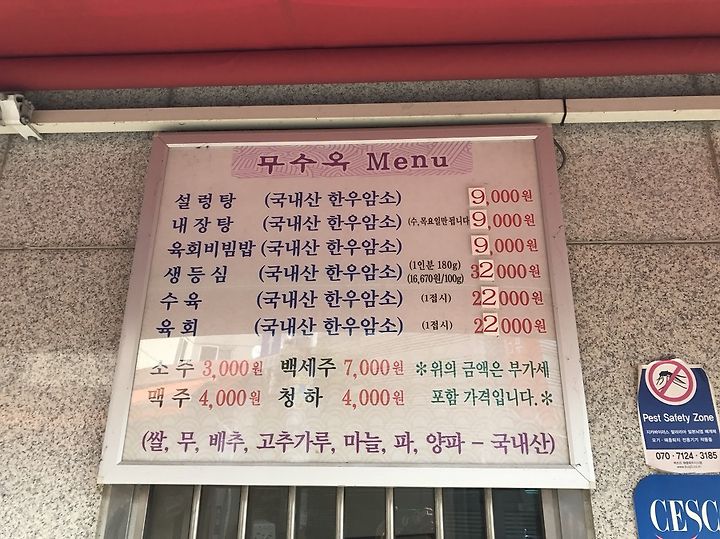 무수옥 Menu
설렁탕 (국내산 한우암소) 9,000원
내장탕 (국내산 한우암소) (수,목요일만됩니다 9,000원
육회비빔밥 (국내산 한우암소) 9,000원
생등심 (국내산 한우암소) (1인분 180g) (16,670원/100g) 32,000원
수육 (국내산 한우암소) (1접시) 22,000원
육회 (국내산 한우암소) (1접시) 22,000원
소주 3,000원 백세주 7,000원 *위의 금액은 부가세
맥주 4,000원 청하 4,000원 포함 가격입니다.*
(쌀, 무, 배추, 고추가루, 마늘, 파, 양파 - 국내산)
Pest Safety Zone
070·7124·3185
CESC